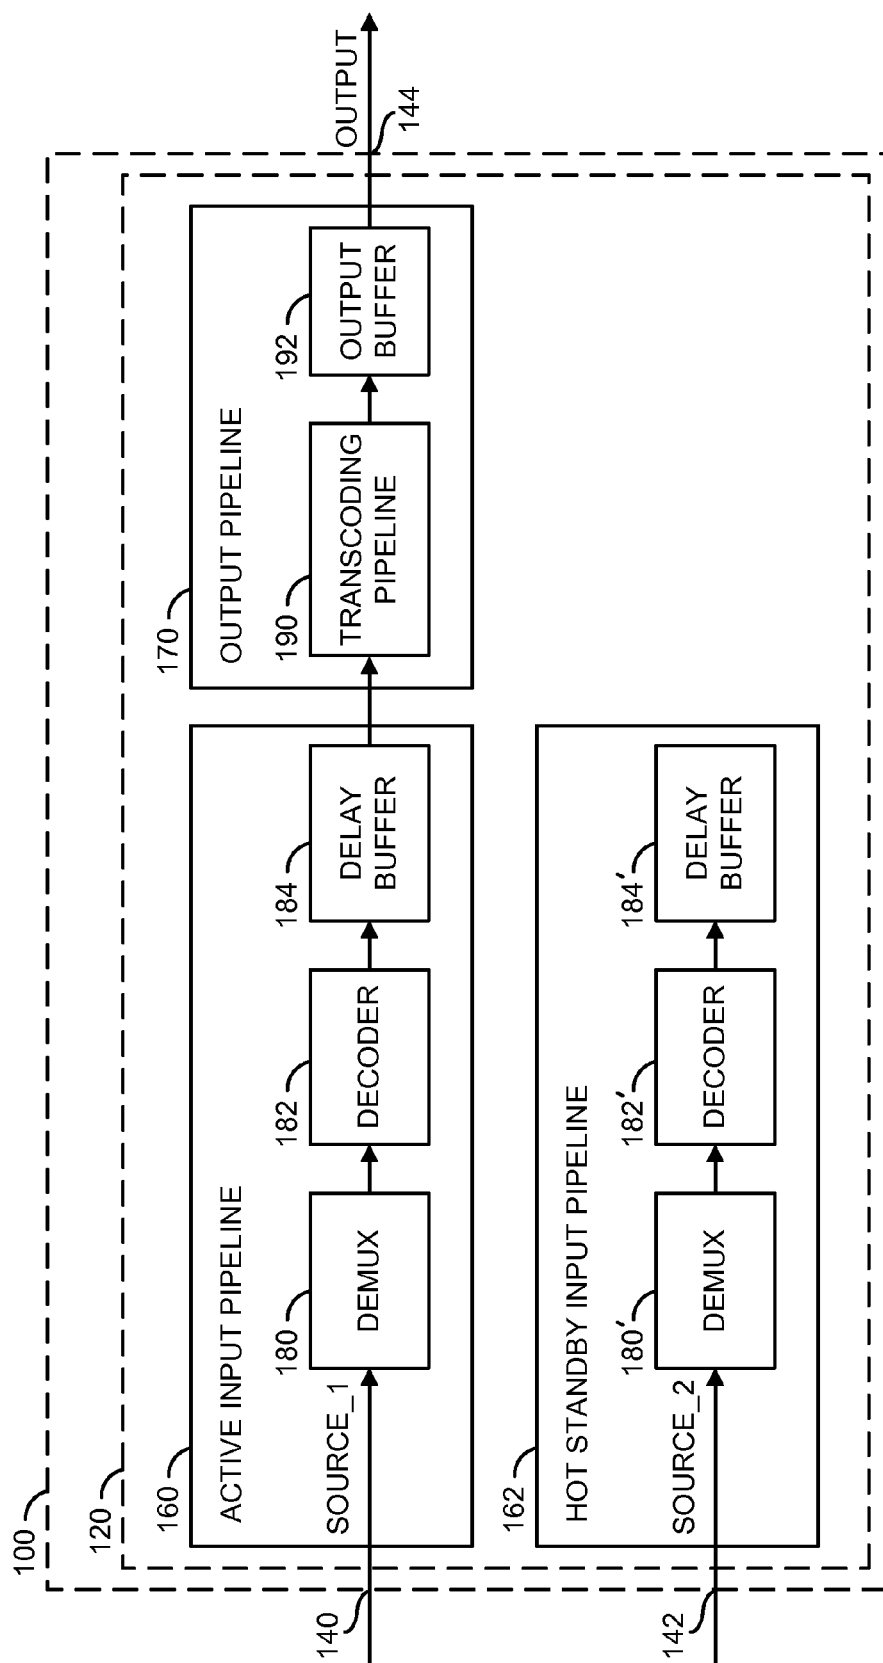 100
120
160
ACTIVE INPUT PIPELINE
140
SOURCE_1
180
DEMUX
182
DECODER
184
DELAY
BUFFER
170
OUTPUT PIPELINE
190
TRANSCODING
PIPELINE
192
OUTPUT
BUFFER
OUTPUT
144
162
HOT STANDBY INPUT PIPELINE
142
SOURCE_2
180′
DEMUX
182′
DECODER
184′
DELAY
BUFFER